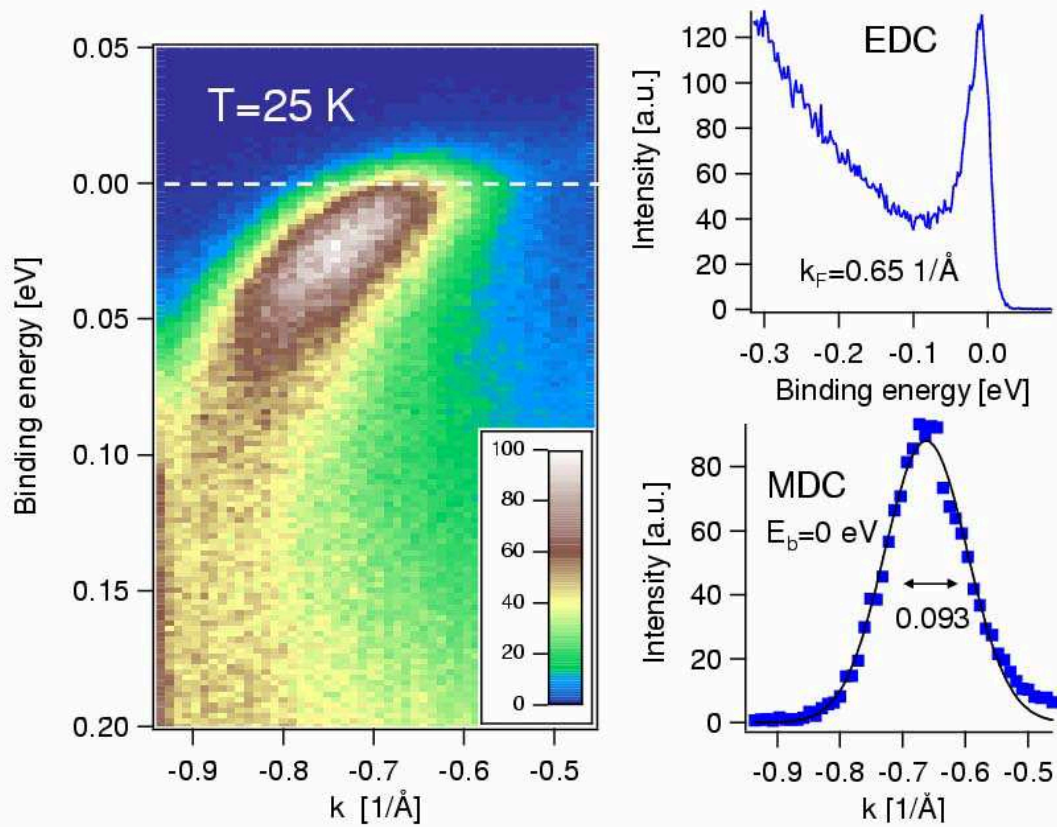 T=25 K
0.05
0.00
0.05
0.10
0.15
0.20
Binding energy [eV]
-0.9 -0.8 -0.7 -0.6 -0.5
k [1/Å]
100
80
60
40
20
0
EDC
120
100
80
60
40
20
0
Intensity [a.u.]
k_F=0.65 1/Å
-0.3 -0.2 -0.1 0.0
Binding energy [eV]
MDC
E_b=0 eV
0.093
80
60
40
20
0
Intensity [a.u.]
-0.9 -0.8 -0.7 -0.6 -0.5
k [1/Å]